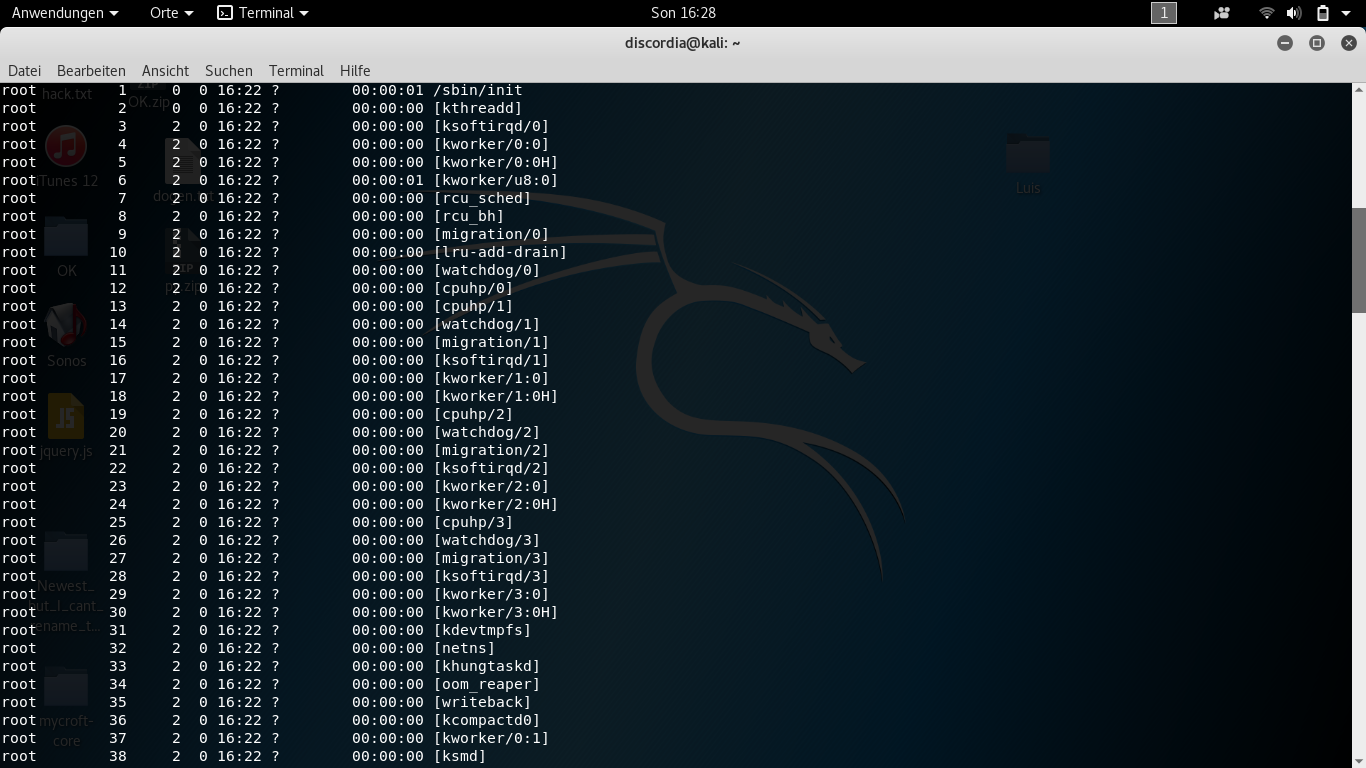 Anwendungen Orte Terminal Son 16:28 1
discordia@kali: ~
Datei Bearbeiten Ansicht Suchen Terminal Hilfe
root 1 0 0 16:22 ? 00:00:01 /sbin/init
root 2 0 0 16:22 ? 00:00:00 [kthreadd]
root 3 2 0 16:22 ? 00:00:00 [ksoftirqd/0]
root 4 2 0 16:22 ? 00:00:00 [kworker/0:0]
root 5 2 0 16:22 ? 00:00:00 [kworker/0:0H]
root 6 2 0 16:22 ? 00:00:01 [kworker/u8:0]
root 7 2 0 16:22 ? 00:00:00 [rcu_sched]
root 8 2 0 16:22 ? 00:00:00 [rcu_bh]
root 9 2 0 16:22 ? 00:00:00 [migration/0]
root 10 2 0 16:22 ? 00:00:00 [lru-add-drain]
root 11 2 0 16:22 ? 00:00:00 [watchdog/0]
root 12 2 0 16:22 ? 00:00:00 [cpuhp/0]
root 13 2 0 16:22 ? 00:00:00 [cpuhp/1]
root 14 2 0 16:22 ? 00:00:00 [watchdog/1]
root 15 2 0 16:22 ? 00:00:00 [migration/1]
root 16 2 0 16:22 ? 00:00:00 [ksoftirqd/1]
root 17 2 0 16:22 ? 00:00:00 [kworker/1:0]
root 18 2 0 16:22 ? 00:00:00 [kworker/1:0H]
root 19 2 0 16:22 ? 00:00:00 [cpuhp/2]
root 20 2 0 16:22 ? 00:00:00 [watchdog/2]
root 21 2 0 16:22 ? 00:00:00 [migration/2]
root 22 2 0 16:22 ? 00:00:00 [ksoftirqd/2]
root 23 2 0 16:22 ? 00:00:00 [kworker/2:0]
root 24 2 0 16:22 ? 00:00:00 [kworker/2:0H]
root 25 2 0 16:22 ? 00:00:00 [cpuhp/3]
root 26 2 0 16:22 ? 00:00:00 [watchdog/3]
root 27 2 0 16:22 ? 00:00:00 [migration/3]
root 28 2 0 16:22 ? 00:00:00 [ksoftirqd/3]
root 29 2 0 16:22 ? 00:00:00 [kworker/3:0]
root 30 2 0 16:22 ? 00:00:00 [kworker/3:0H]
root 31 2 0 16:22 ? 00:00:00 [kdevtmpfs]
root 32 2 0 16:22 ? 00:00:00 [netns]
root 33 2 0 16:22 ? 00:00:00 [khungtaskd]
root 34 2 0 16:22 ? 00:00:00 [oom_reaper]
root 35 2 0 16:22 ? 00:00:00 [writeback]
root 36 2 0 16:22 ? 00:00:00 [kcompactd0]
root 37 2 0 16:22 ? 00:00:00 [kworker/0:1]
root 38 2 0 16:22 ? 00:00:00 [ksmd]
hack.txt
OK.zip
iTunes 12
OK
Sonos
jquery.js
Newest_
but_I_cant_
rename_t...
mycroft-
core
Luis